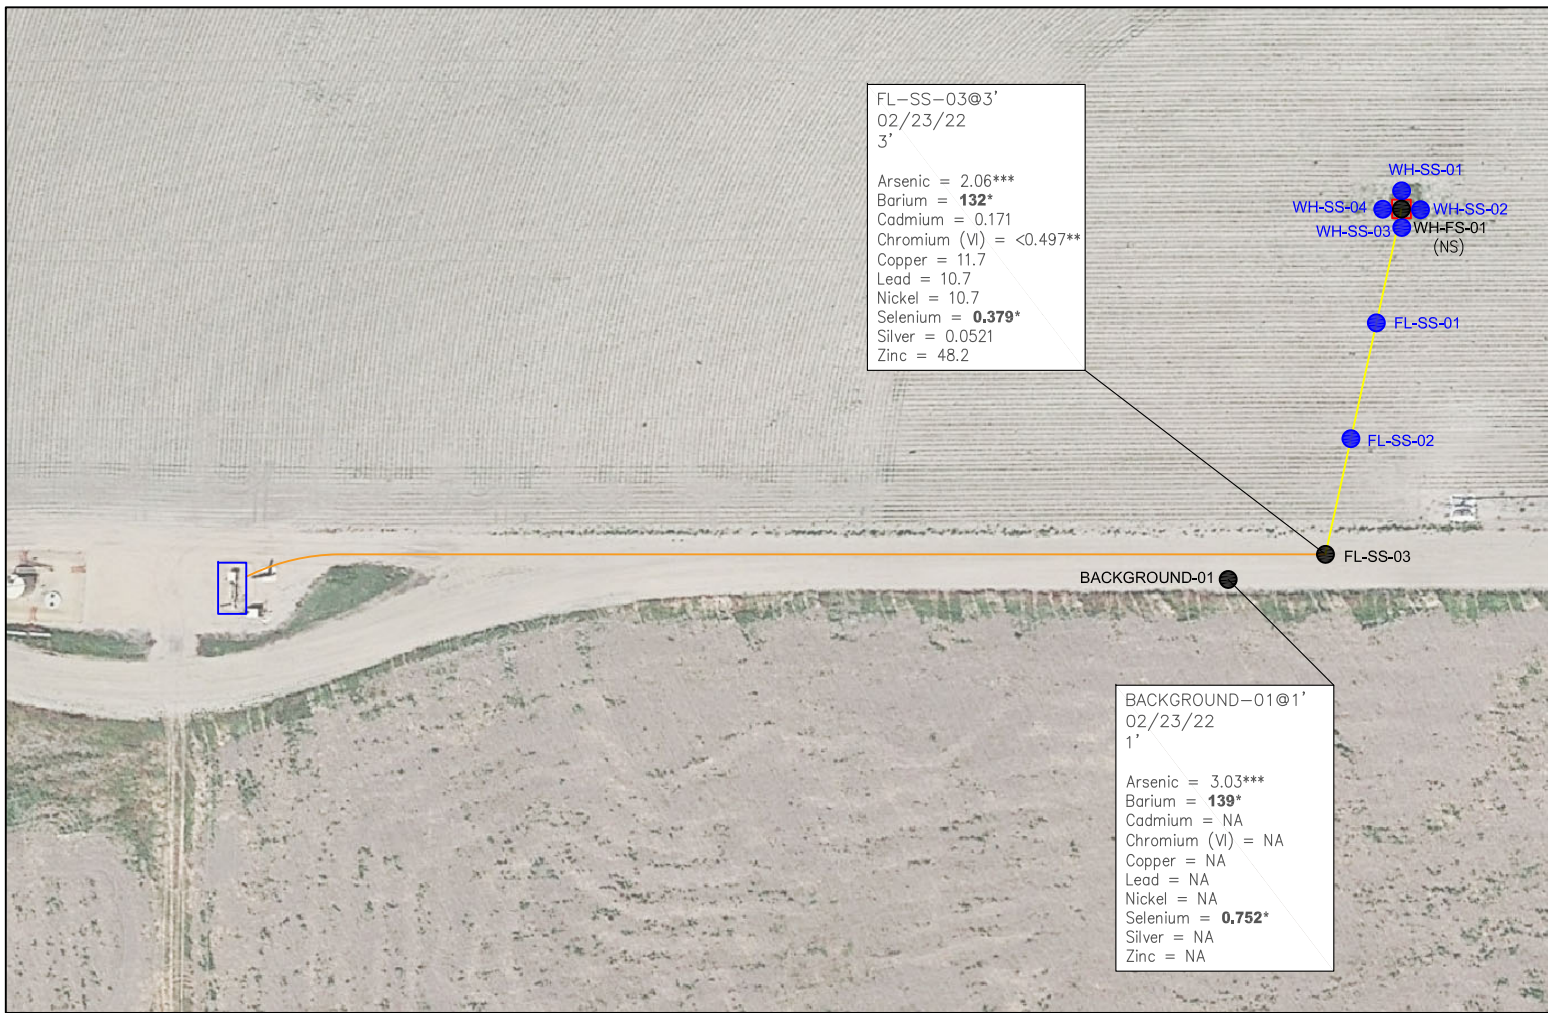 FL-SS-03@3'
02/23/22
3'
Arsenic = 2.06***
Barium = 132*
Cadmium = 0.171
Chromium (VI) = <0.497**
Copper = 11.7
Lead = 10.7
Nickel = 10.7
Selenium = 0.379*
Silver = 0.0521
Zinc = 48.2
WH-SS-01
WH-SS-04
WH-SS-02
WH-SS-03
WH-FS-01
(NS)
FL-SS-01
FL-SS-02
FL-SS-03
BACKGROUND-01
BACKGROUND-01@1'
02/23/22
1'
Arsenic = 3.03***
Barium = 139*
Cadmium = NA
Chromium (VI) = NA
Copper = NA
Lead = NA
Nickel = NA
Selenium = 0.752*
Silver = NA
Zinc = NA